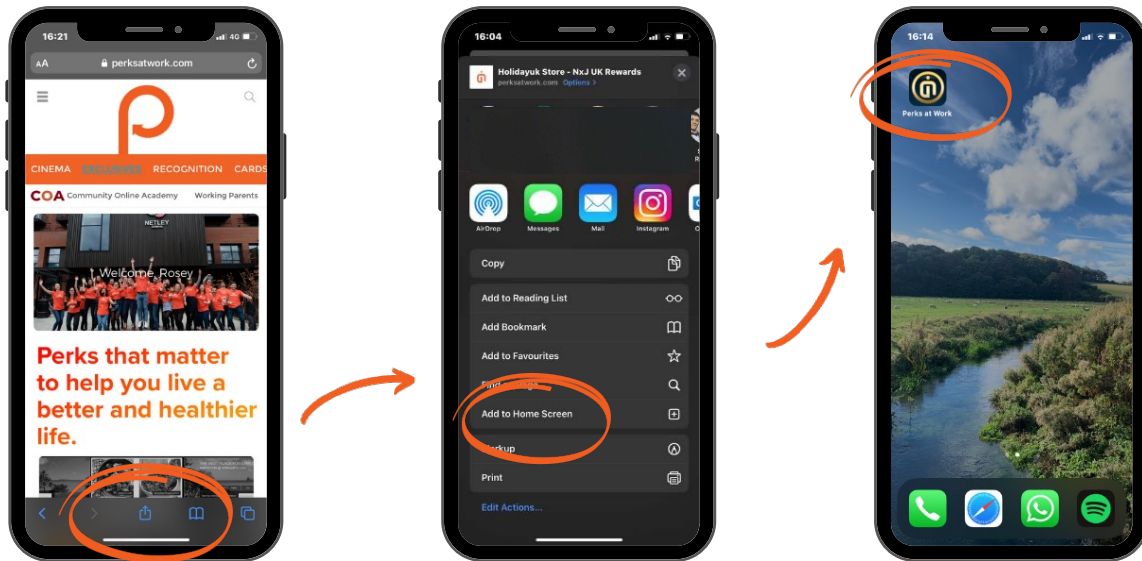 16:21
4G
AA
perksatwork.com
CINEMA EXCLUSIVES RECOGNITION CARDS
COA Community Online Academy Working Parents
NETLEY
Welcome, Rosey
Perks that matter
to help you live a
better and healthier
life.
16:04
Holidayuk Store - NxJ UK Rewards
perksatwork.com Options >
AirDrop
Messages
Mail
Instagram
Copy
Add to Reading List
Add Bookmark
Add to Favourites
Add to Home Screen
Markup
Print
Edit Actions...
16:14
Perks at Work